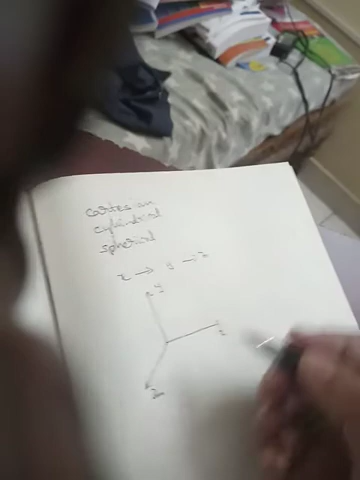 Cartesian
cylindrical
spherical
x → y → z
y
x